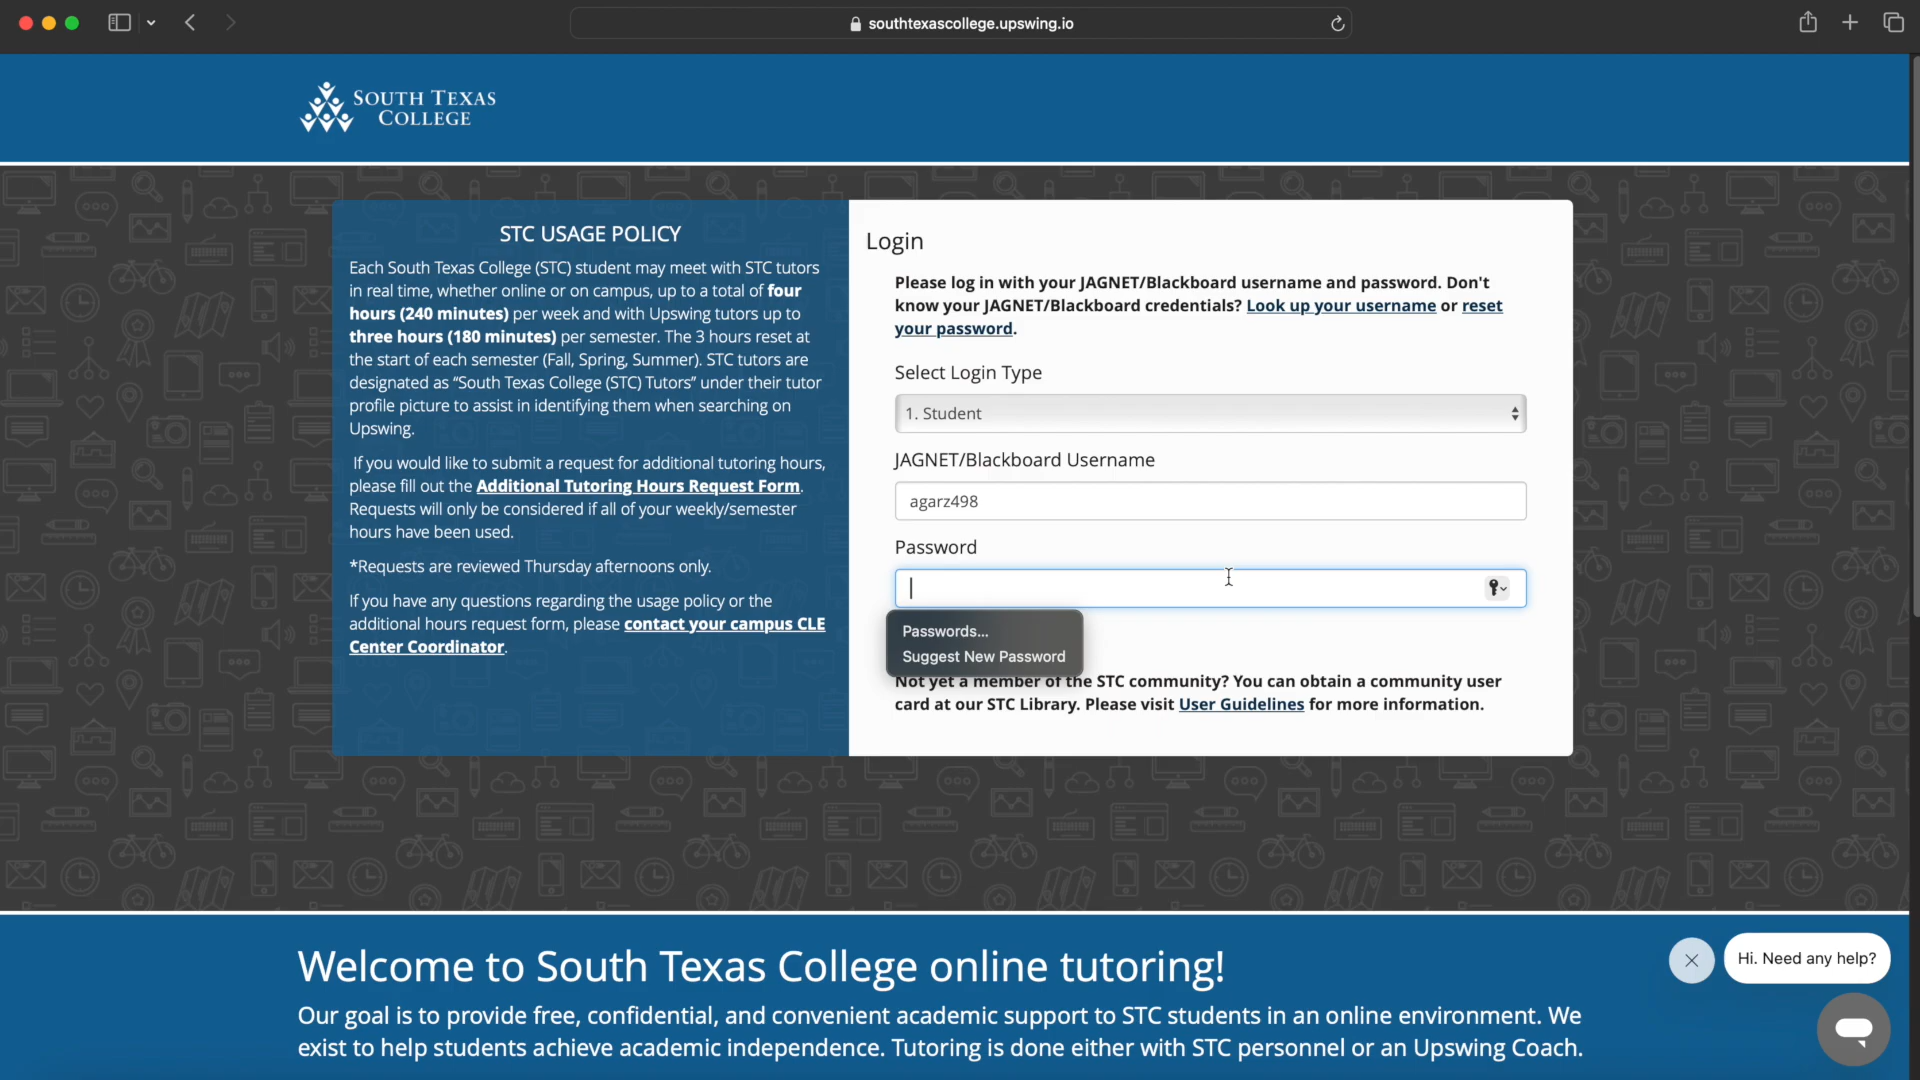 southtexascollege.upswing.io
SOUTH TEXAS
COLLEGE
STC USAGE POLICY
Each South Texas College (STC) student may meet with STC tutors
in real time, whether online or on campus, up to a total of four
hours (240 minutes) per week and with Upswing tutors up to
three hours (180 minutes) per semester. The 3 hours reset at
the start of each semester (Fall, Spring, Summer). STC tutors are
designated as “South Texas College (STC) Tutors” under their tutor
profile picture to assist in identifying them when searching on
Upswing.
If you would like to submit a request for additional tutoring hours,
please fill out the Additional Tutoring Hours Request Form.
Requests will only be considered if all of your weekly/semester
hours have been used.
*Requests are reviewed Thursday afternoons only.
If you have any questions regarding the usage policy or the
additional hours request form, please contact your campus CLE
Center Coordinator.
Login
Please log in with your JAGNET/Blackboard username and password. Don't
know your JAGNET/Blackboard credentials? Look up your username or reset
your password.
Select Login Type
1. Student
JAGNET/Blackboard Username
agarz498
Password
Passwords...
Suggest New Password
Not yet a member of the STC community? You can obtain a community user
card at our STC Library. Please visit User Guidelines for more information.
Welcome to South Texas College online tutoring!
Our goal is to provide free, confidential, and convenient academic support to STC students in an online environment. We
exist to help students achieve academic independence. Tutoring is done either with STC personnel or an Upswing Coach.
Hi. Need any help?